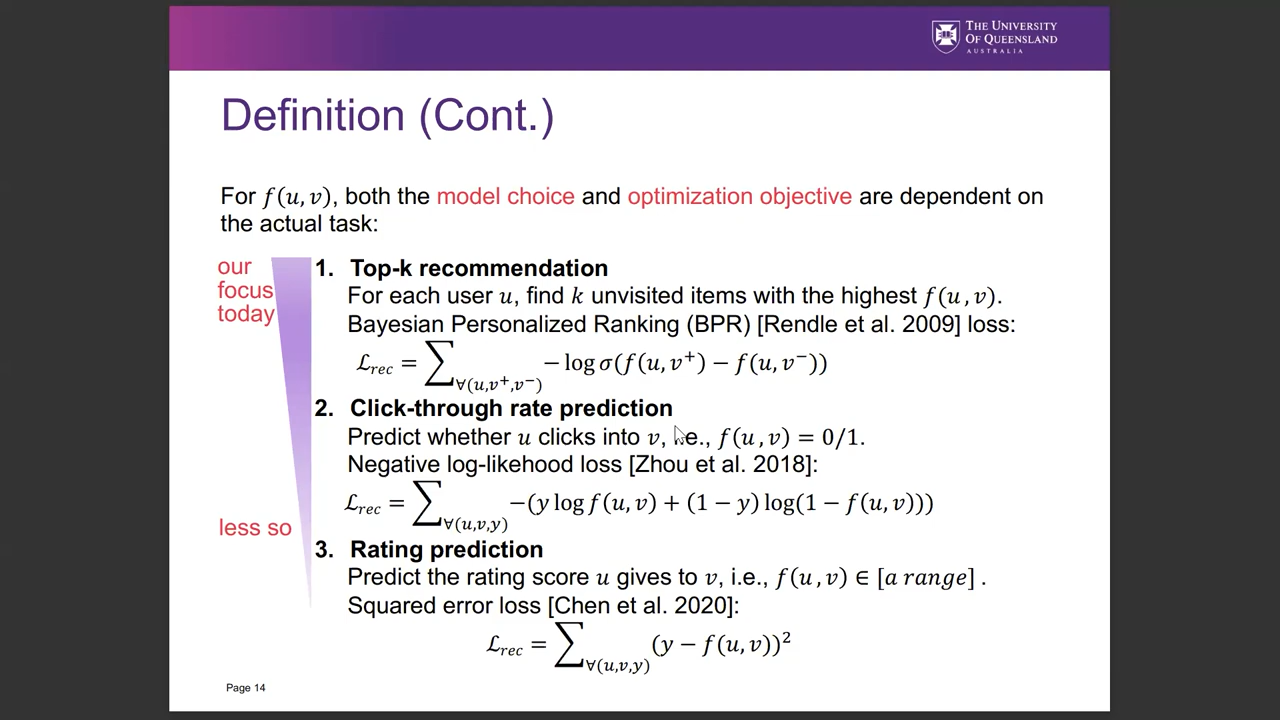 THE UNIVERSITY
OF QUEENSLAND
AUSTRALIA
Definition (Cont.)
For f(u, v), both the model choice and optimization objective are dependent on
the actual task:
our
focus
today
less so
1. Top-k recommendation
For each user u, find k unvisited items with the highest f(u, v).
Bayesian Personalized Ranking (BPR) [Rendle et al. 2009] loss:
ℒ_rec = ∑_∀(u,v⁺,v⁻) − log σ(f(u, v⁺) − f(u, v⁻))
2. Click-through rate prediction
Predict whether u clicks into v, i.e., f(u, v) = 0/1.
Negative log-likehood loss [Zhou et al. 2018]:
ℒ_rec = ∑_∀(u,v,y) −(y log f(u, v) + (1 − y) log(1 − f(u, v)))
3. Rating prediction
Predict the rating score u gives to v, i.e., f(u, v) ∈ [a range] .
Squared error loss [Chen et al. 2020]:
ℒ_rec = ∑_∀(u,v,y) (y − f(u, v))²
Page 14